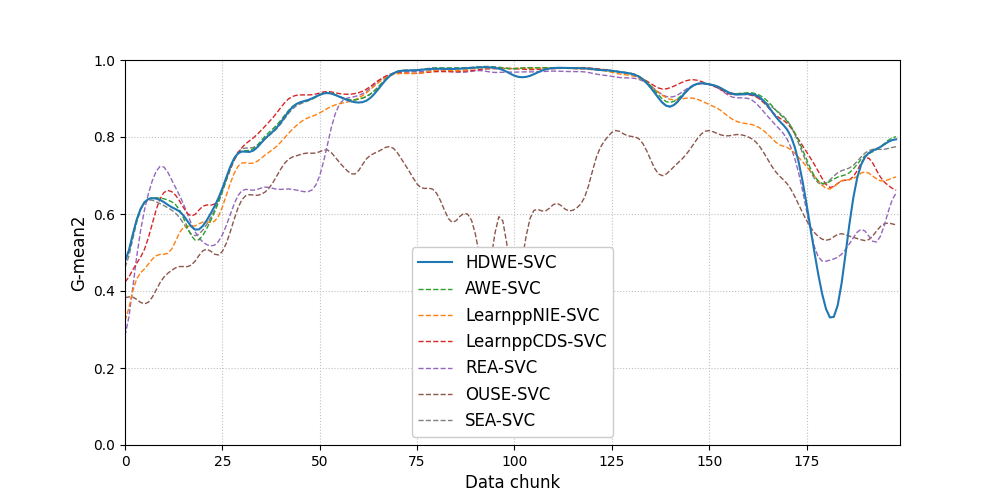 1.0
0.8
0.6
0.4
0.2
0.0
G-mean2
HDWE-SVC
AWE-SVC
LearnppNIE-SVC
LearnppCDS-SVC
REA-SVC
OUSE-SVC
SEA-SVC
0 25 50 75 100 125 150 175
Data chunk